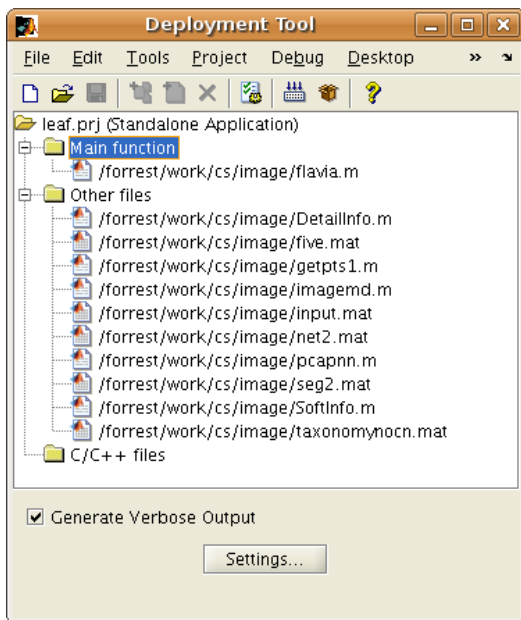 Deployment Tool
File Edit Tools Project Debug Desktop »
leaf.prj (Standalone Application)
Main function
/forrest/work/cs/image/flavia.m
Other files
/forrest/work/cs/image/DetailInfo.m
/forrest/work/cs/image/five.mat
/forrest/work/cs/image/getpts1.m
/forrest/work/cs/image/imagemd.m
/forrest/work/cs/image/input.mat
/forrest/work/cs/image/net2.mat
/forrest/work/cs/image/pcapnn.m
/forrest/work/cs/image/seg2.mat
/forrest/work/cs/image/SoftInfo.m
/forrest/work/cs/image/taxonomynocn.mat
C/C++ files
Generate Verbose Output
Settings...